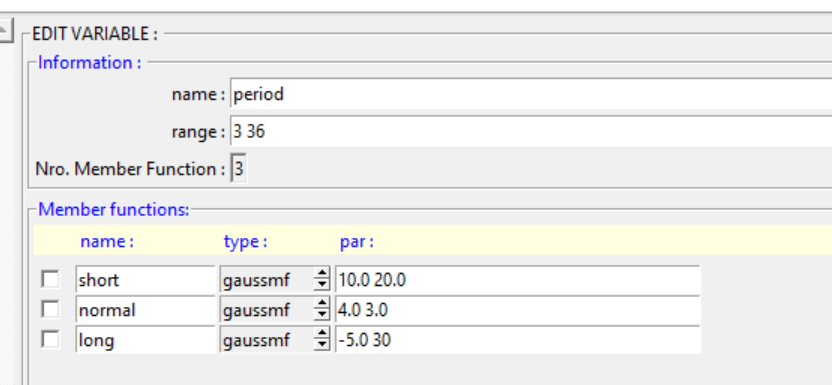 EDIT VARIABLE :
Information :
name : period
range : 3 36
Nro. Member Function : 3
Member functions:
name : type : par :
short gaussmf 10.0 20.0
normal gaussmf 4.0 3.0
long gaussmf -5.0 30